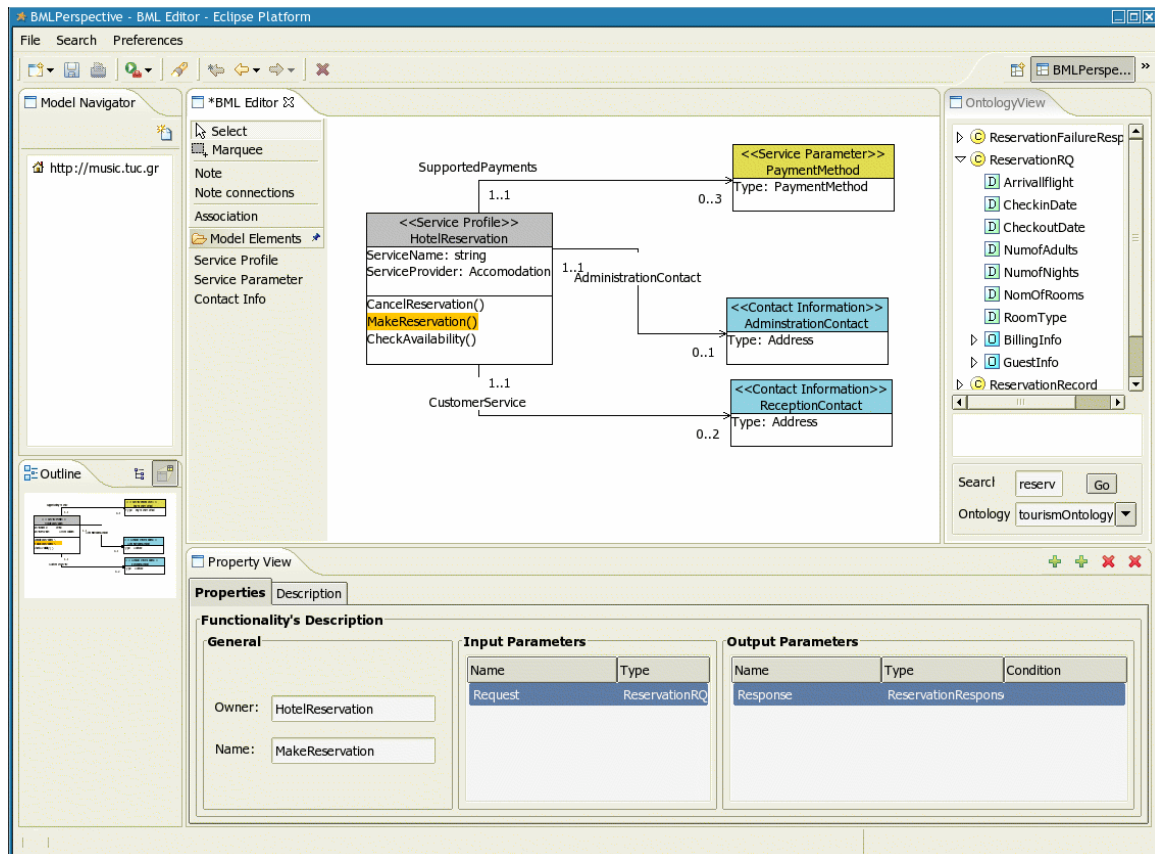 BMLPerspective - BML Editor - Eclipse Platform
File Search Preferences
BMLPerspe... »
Model Navigator
http://music.tuc.gr
*BML Editor
Select
Marquee
Note
Note connections
Association
Model Elements
Service Profile
Service Parameter
Contact Info
SupportedPayments
1..1
0..3
<<Service Parameter>>
PaymentMethod
Type: PaymentMethod
<<Service Profile>>
HotelReservation
ServiceName: string
ServiceProvider: Accomodation
CancelReservation()
MakeReservation()
CheckAvailability()
1..1
AdministrationContact
0..1
<<Contact Information>>
AdminstrationContact
Type: Address
1..1
CustomerService
0..2
<<Contact Information>>
ReceptionContact
Type: Address
OntologyView
C ReservationFailureResp
C ReservationRQ
D Arrivallflight
D CheckinDate
D CheckoutDate
D NumofAdults
D NumofNights
D NomOfRooms
D RoomType
O BillingInfo
O GuestInfo
C ReservationRecord
Search reserv Go
Ontology tourismOntology
Outline
Property View
Properties Description
Functionality's Description
General
Owner: HotelReservation
Name: MakeReservation
Input Parameters
Name Type
Request ReservationRQ
Output Parameters
Name Type Condition
Response ReservationRespons